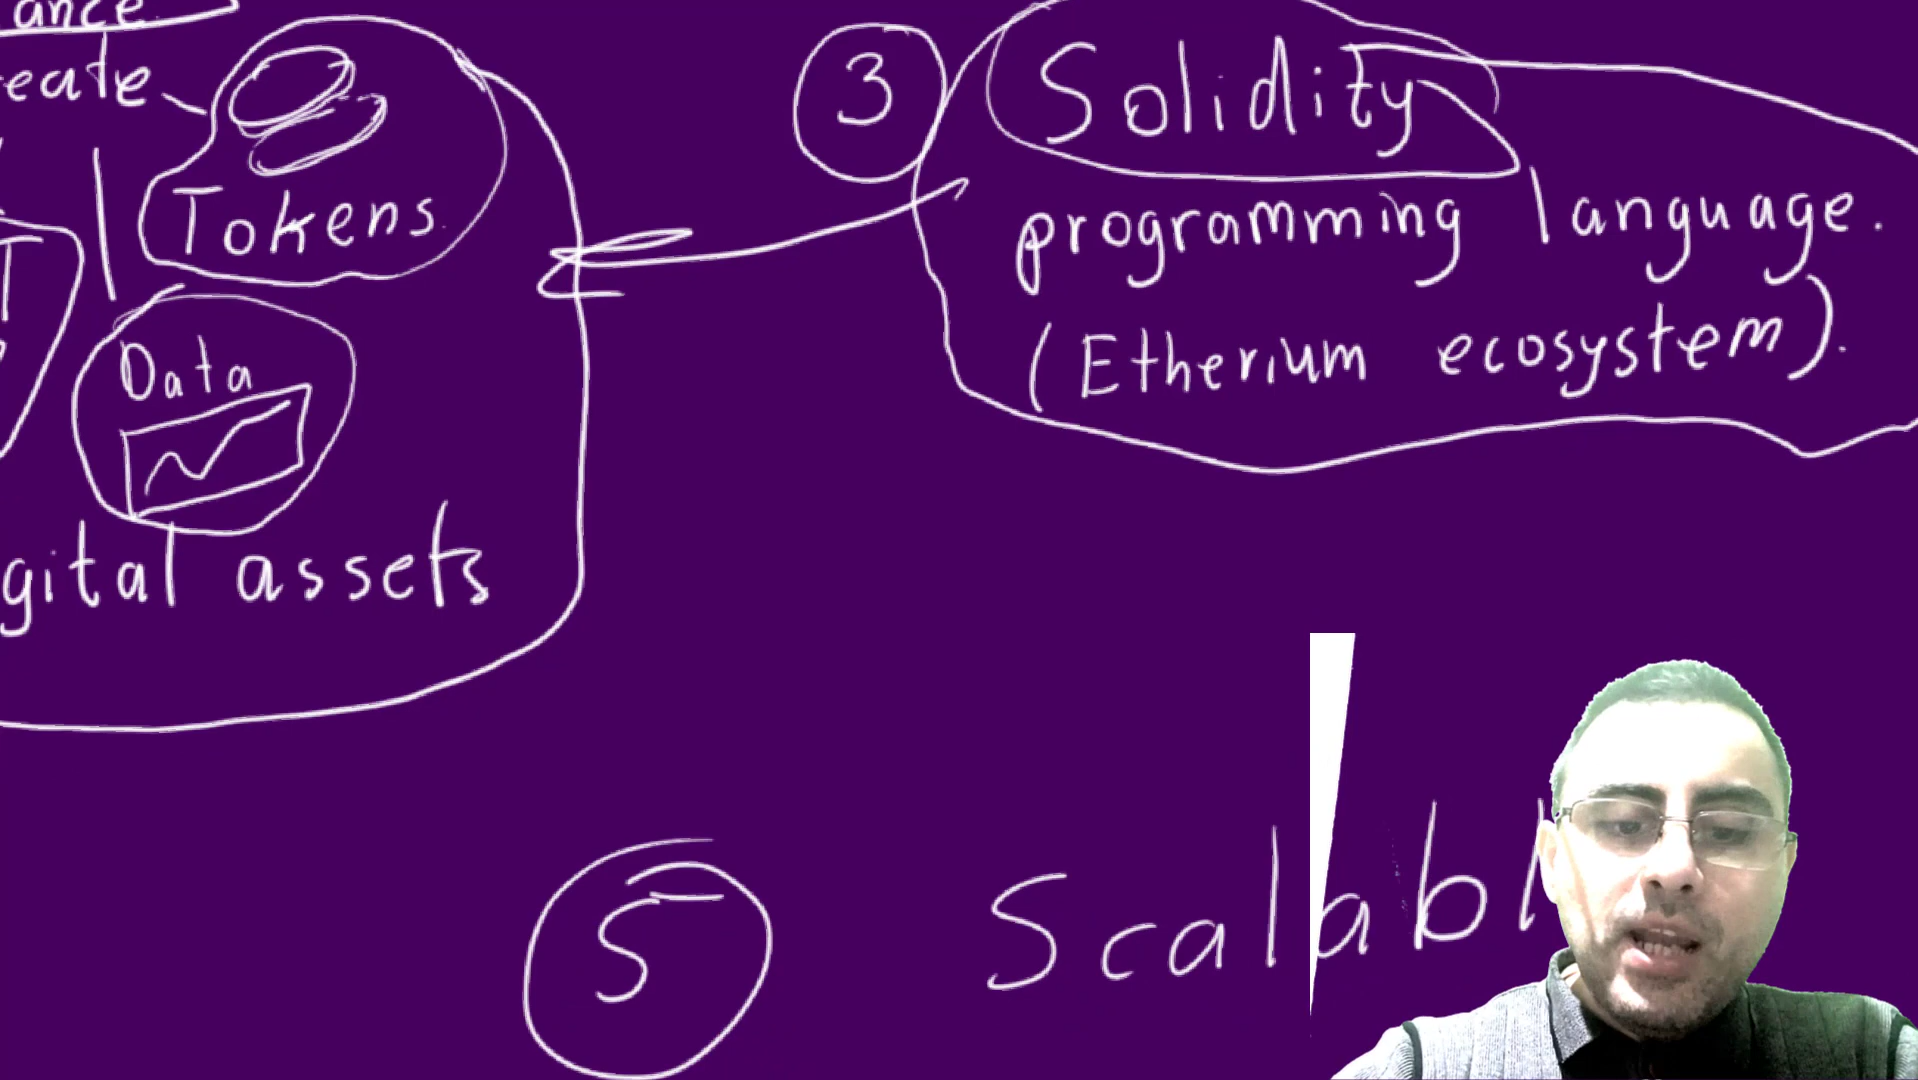 ance
eate
Tokens.
T
Data
gital assets
3
Solidity
programming language.
(Etherium ecosystem).
5
Scalabl